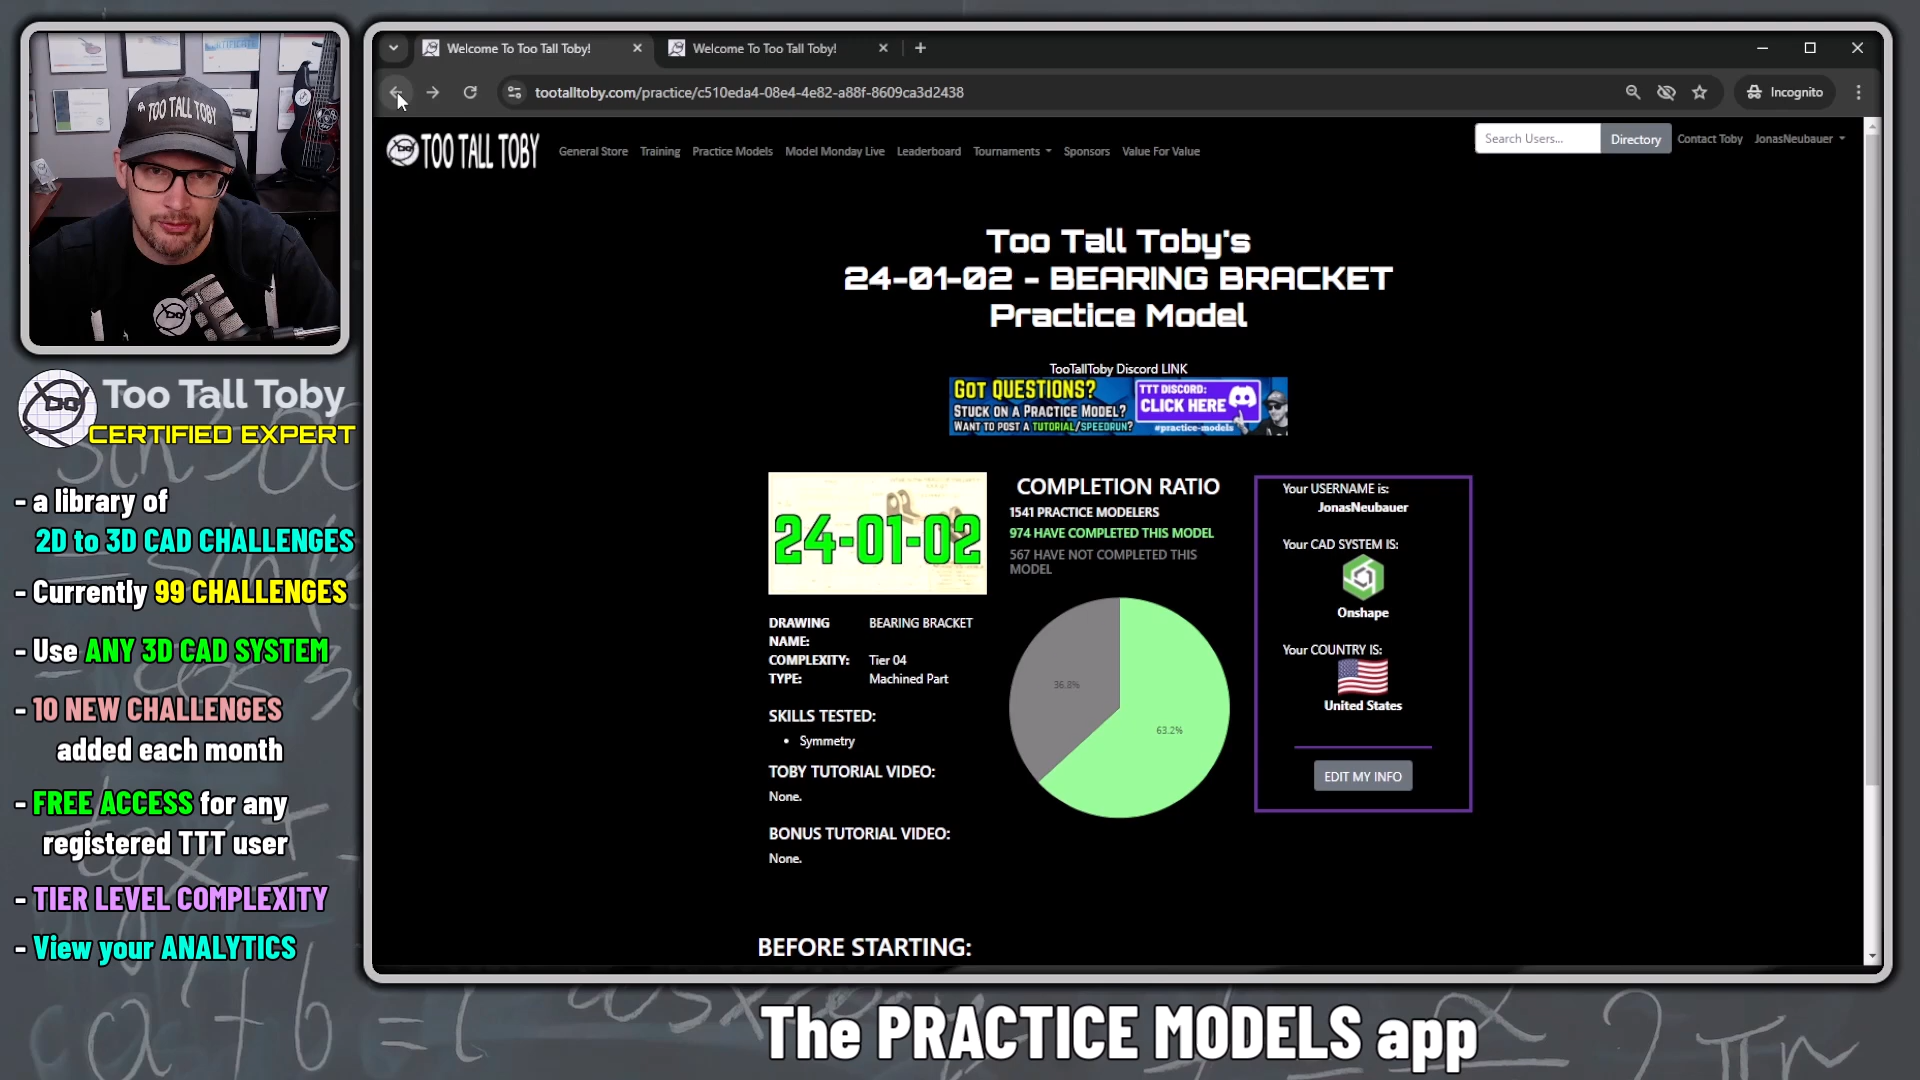 Welcome To Too Tall Toby!
Welcome To Too Tall Toby!
tootalltoby.com/practice/c510eda4-08e4-4e82-a88f-8609ca3d2438
Incognito
TOO TALL TOBY
General Store
Training
Practice Models
Model Monday Live
Leaderboard
Tournaments
Sponsors
Value For Value
Search Users...
Directory
Contact Toby
JonasNeubauer
Too Tall Toby's
24-01-02 - BEARING BRACKET
Practice Model
TooTallToby Discord LINK
GOT QUESTIONS?
STUCK ON A PRACTICE MODEL?
WANT TO POST A TUTORIAL/SPEEDRUN?
TTT DISCORD:
CLICK HERE
#practice-models
24-01-02
DRAWING NAME: BEARING BRACKET
COMPLEXITY: Tier 04
TYPE: Machined Part
SKILLS TESTED:
• Symmetry
TOBY TUTORIAL VIDEO:
None.
BONUS TUTORIAL VIDEO:
None.
COMPLETION RATIO
1541 PRACTICE MODELERS
974 HAVE COMPLETED THIS MODEL
567 HAVE NOT COMPLETED THIS
MODEL
36.8%
63.2%
Your USERNAME is:
JonasNeubauer
Your CAD SYSTEM IS:
Onshape
Your COUNTRY IS:
United States
EDIT MY INFO
BEFORE STARTING:
TOO TALL TOBY
Too Tall Toby
CERTIFIED EXPERT
- a library of
2D to 3D CAD CHALLENGES
- Currently 99 CHALLENGES
- Use ANY 3D CAD SYSTEM
- 10 NEW CHALLENGES
added each month
- FREE ACCESS for any
registered TTT user
- TIER LEVEL COMPLEXITY
- View your ANALYTICS
The PRACTICE MODELS app